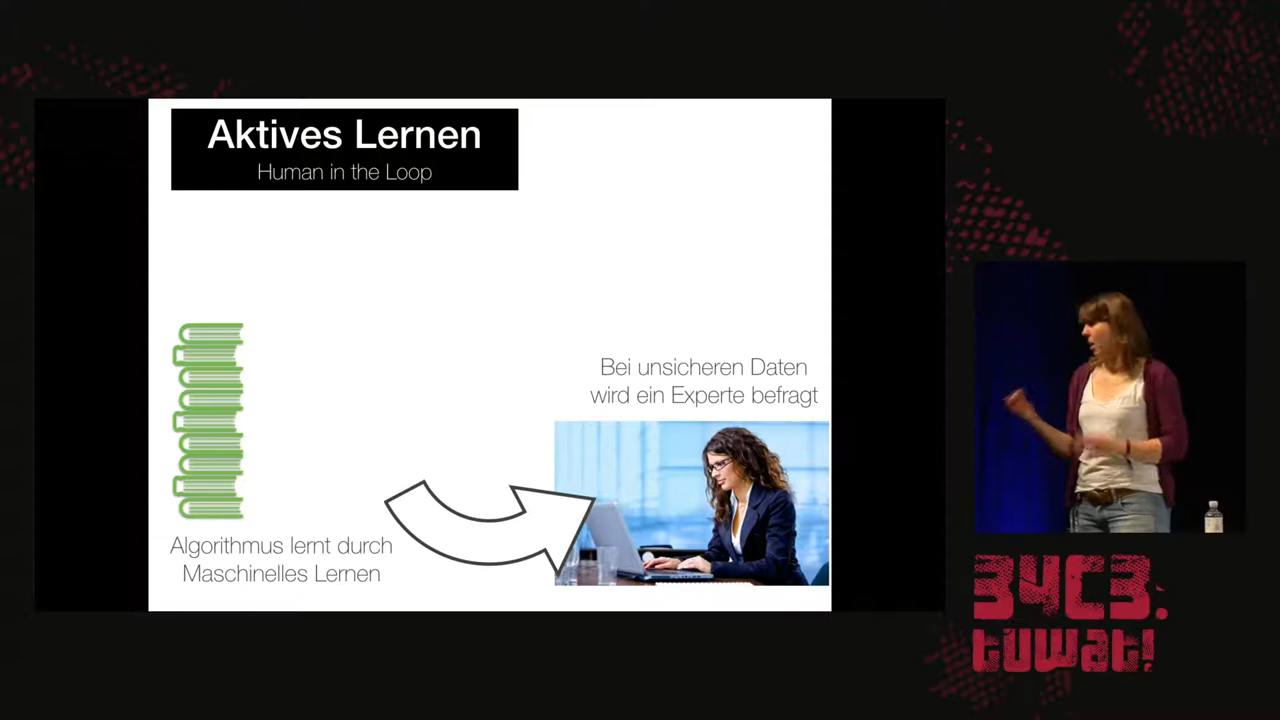 Aktives Lernen
Human in the Loop
Bei unsicheren Daten
wird ein Experte befragt
Algorithmus lernt durch
Maschinelles Lernen
34C3.
tuwat!